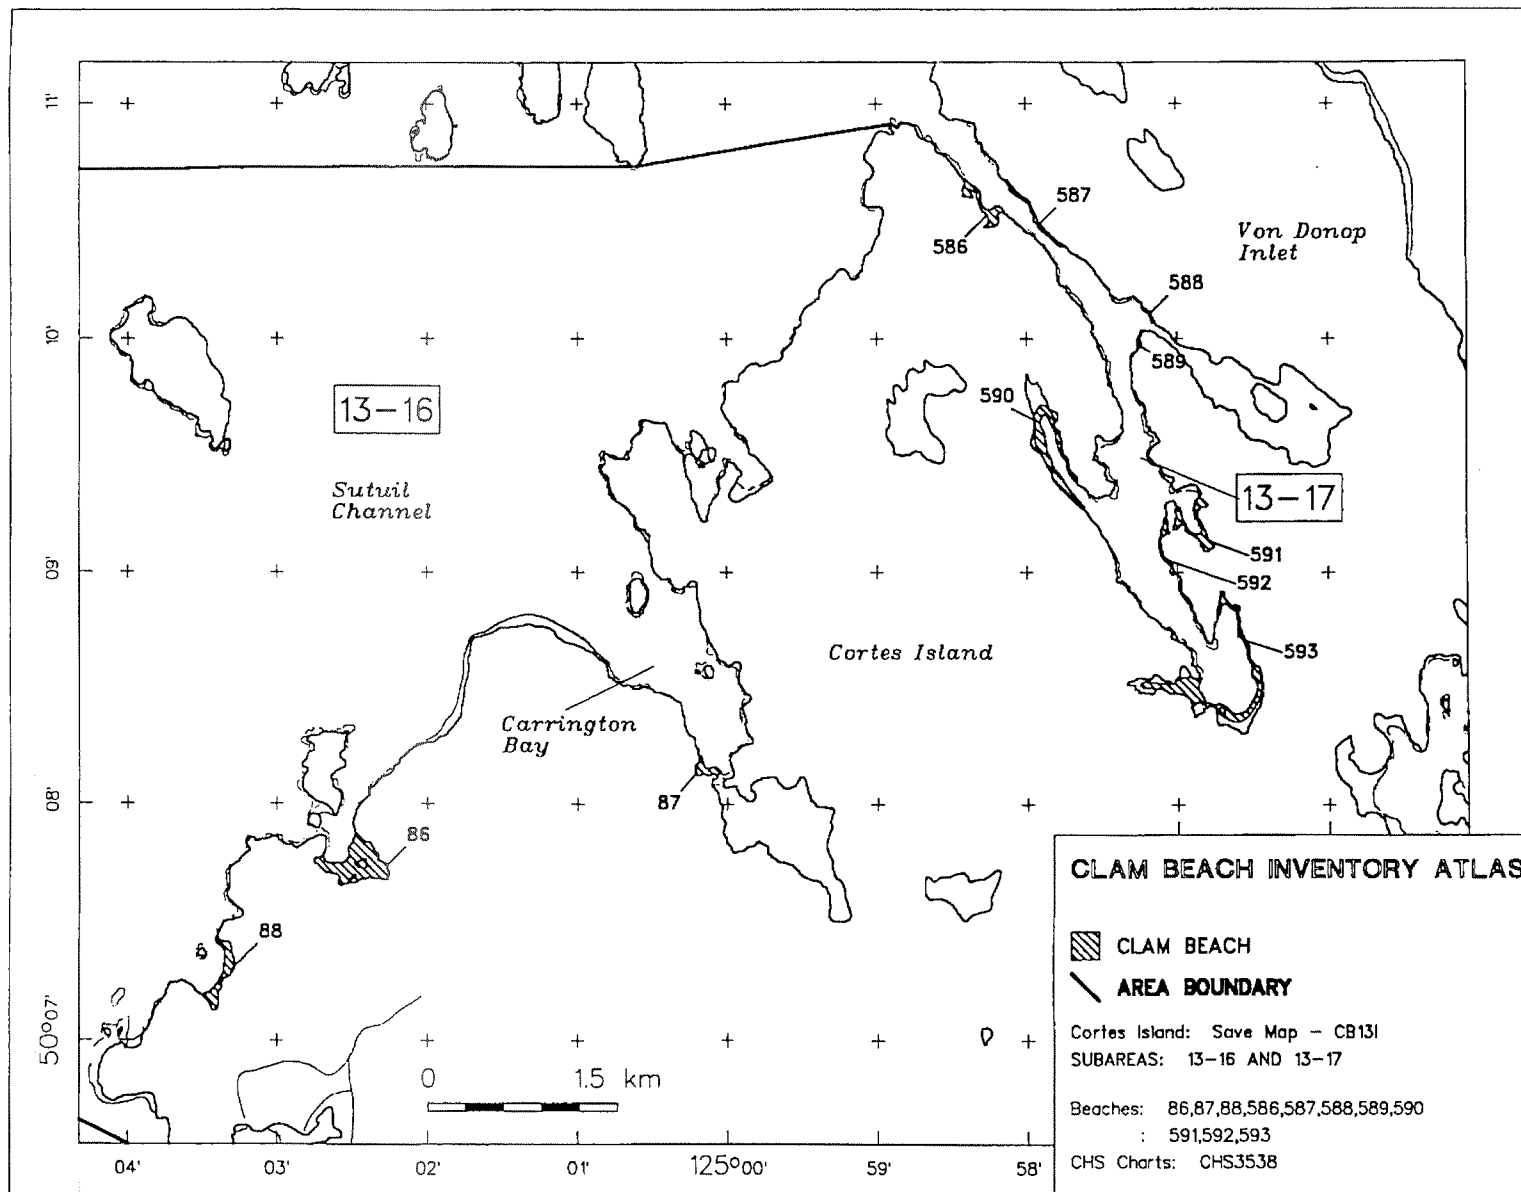 11'
587
586
Von Donop
Inlet
588
10'
589
590
13-16
Sutuil
Channel
13-17
591
09'
592
Cortes Island
593
Carrington
Bay
87
08'
86
88
50°07'
0 1.5 km
04' 03' 02' 01' 125°00' 59' 58'
CLAM BEACH INVENTORY ATLAS
CLAM BEACH
AREA BOUNDARY
Cortes Island: Save Map - CB13I
SUBAREAS: 13-16 AND 13-17
Beaches: 86,87,88,586,587,588,589,590
: 591,592,593
CHS Charts: CHS3538